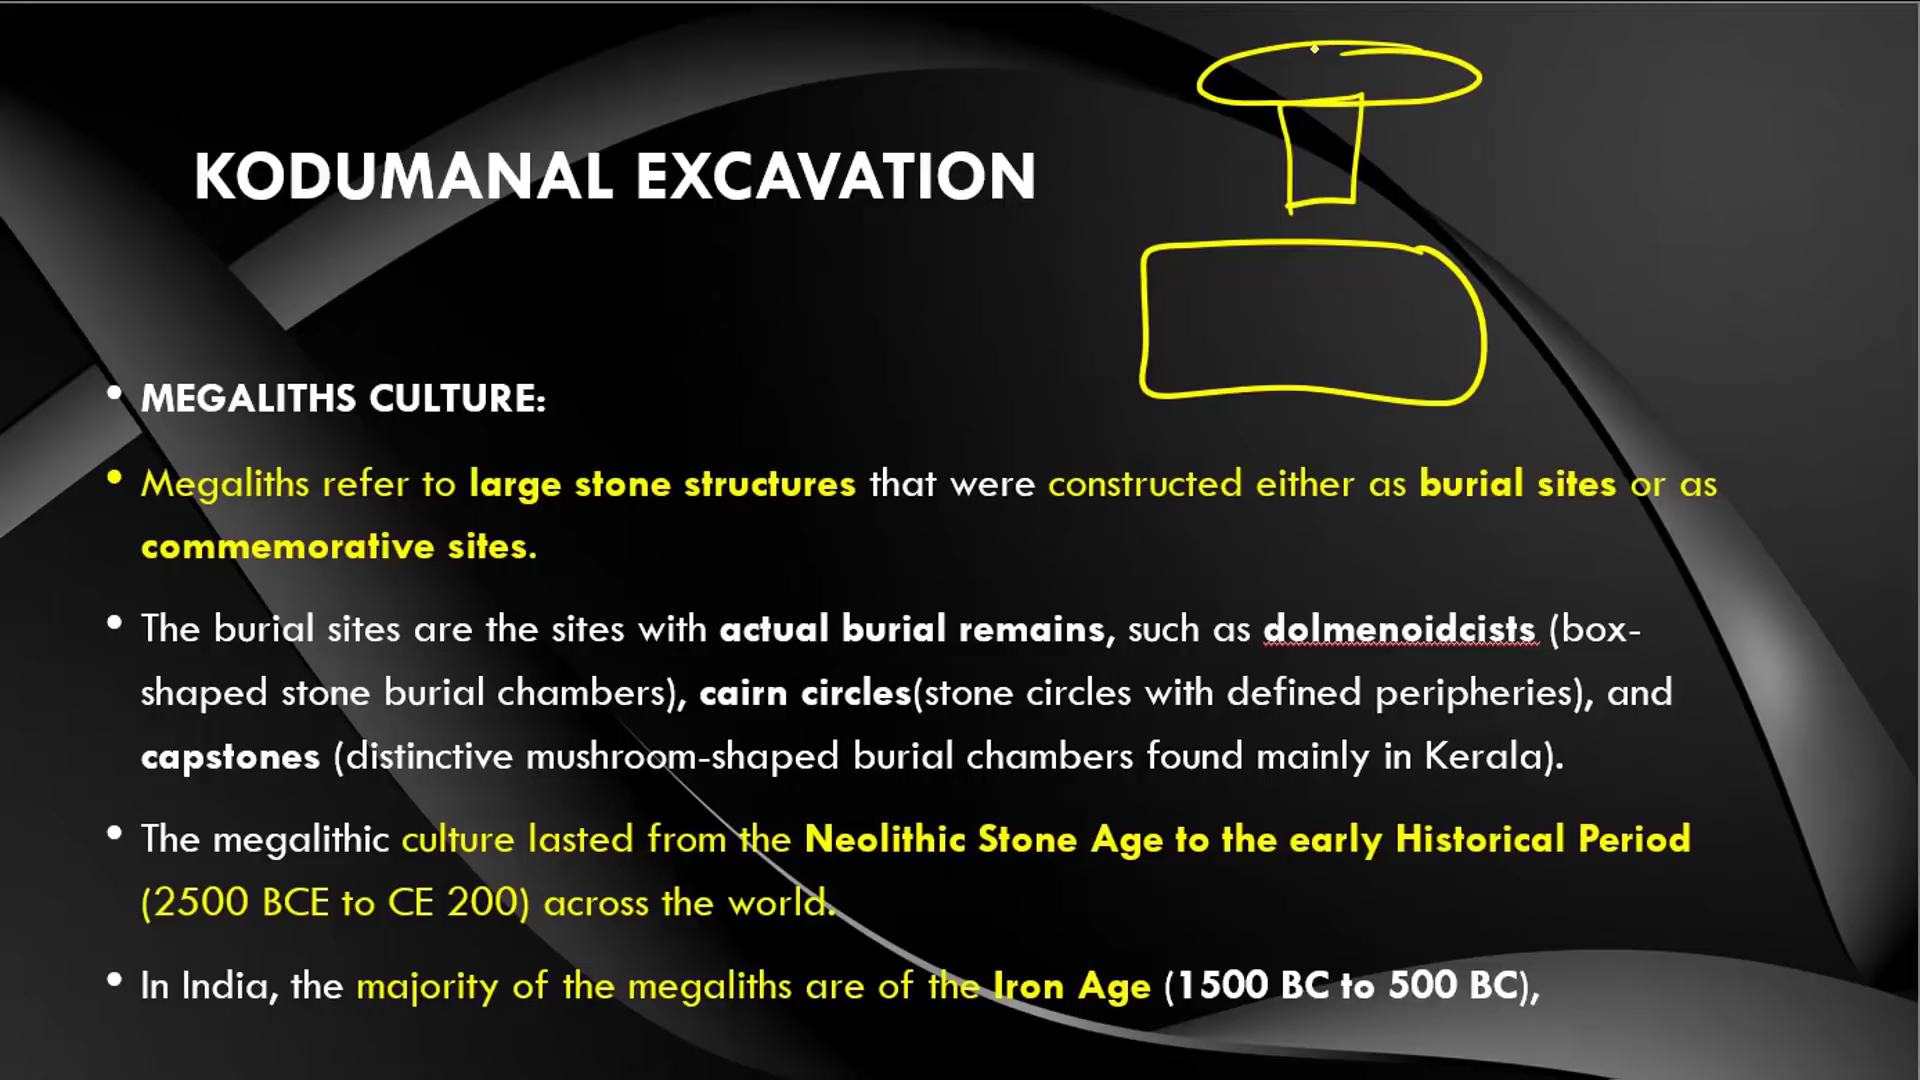 KODUMANAL EXCAVATION
• MEGALITHS CULTURE:
• Megaliths refer to large stone structures that were constructed either as burial sites or as
commemorative sites.
• The burial sites are the sites with actual burial remains, such as dolmenoidcists (box-
shaped stone burial chambers), cairn circles(stone circles with defined peripheries), and
capstones (distinctive mushroom-shaped burial chambers found mainly in Kerala).
• The megalithic culture lasted from the Neolithic Stone Age to the early Historical Period
(2500 BCE to CE 200) across the world.
• In India, the majority of the megaliths are of the Iron Age (1500 BC to 500 BC),